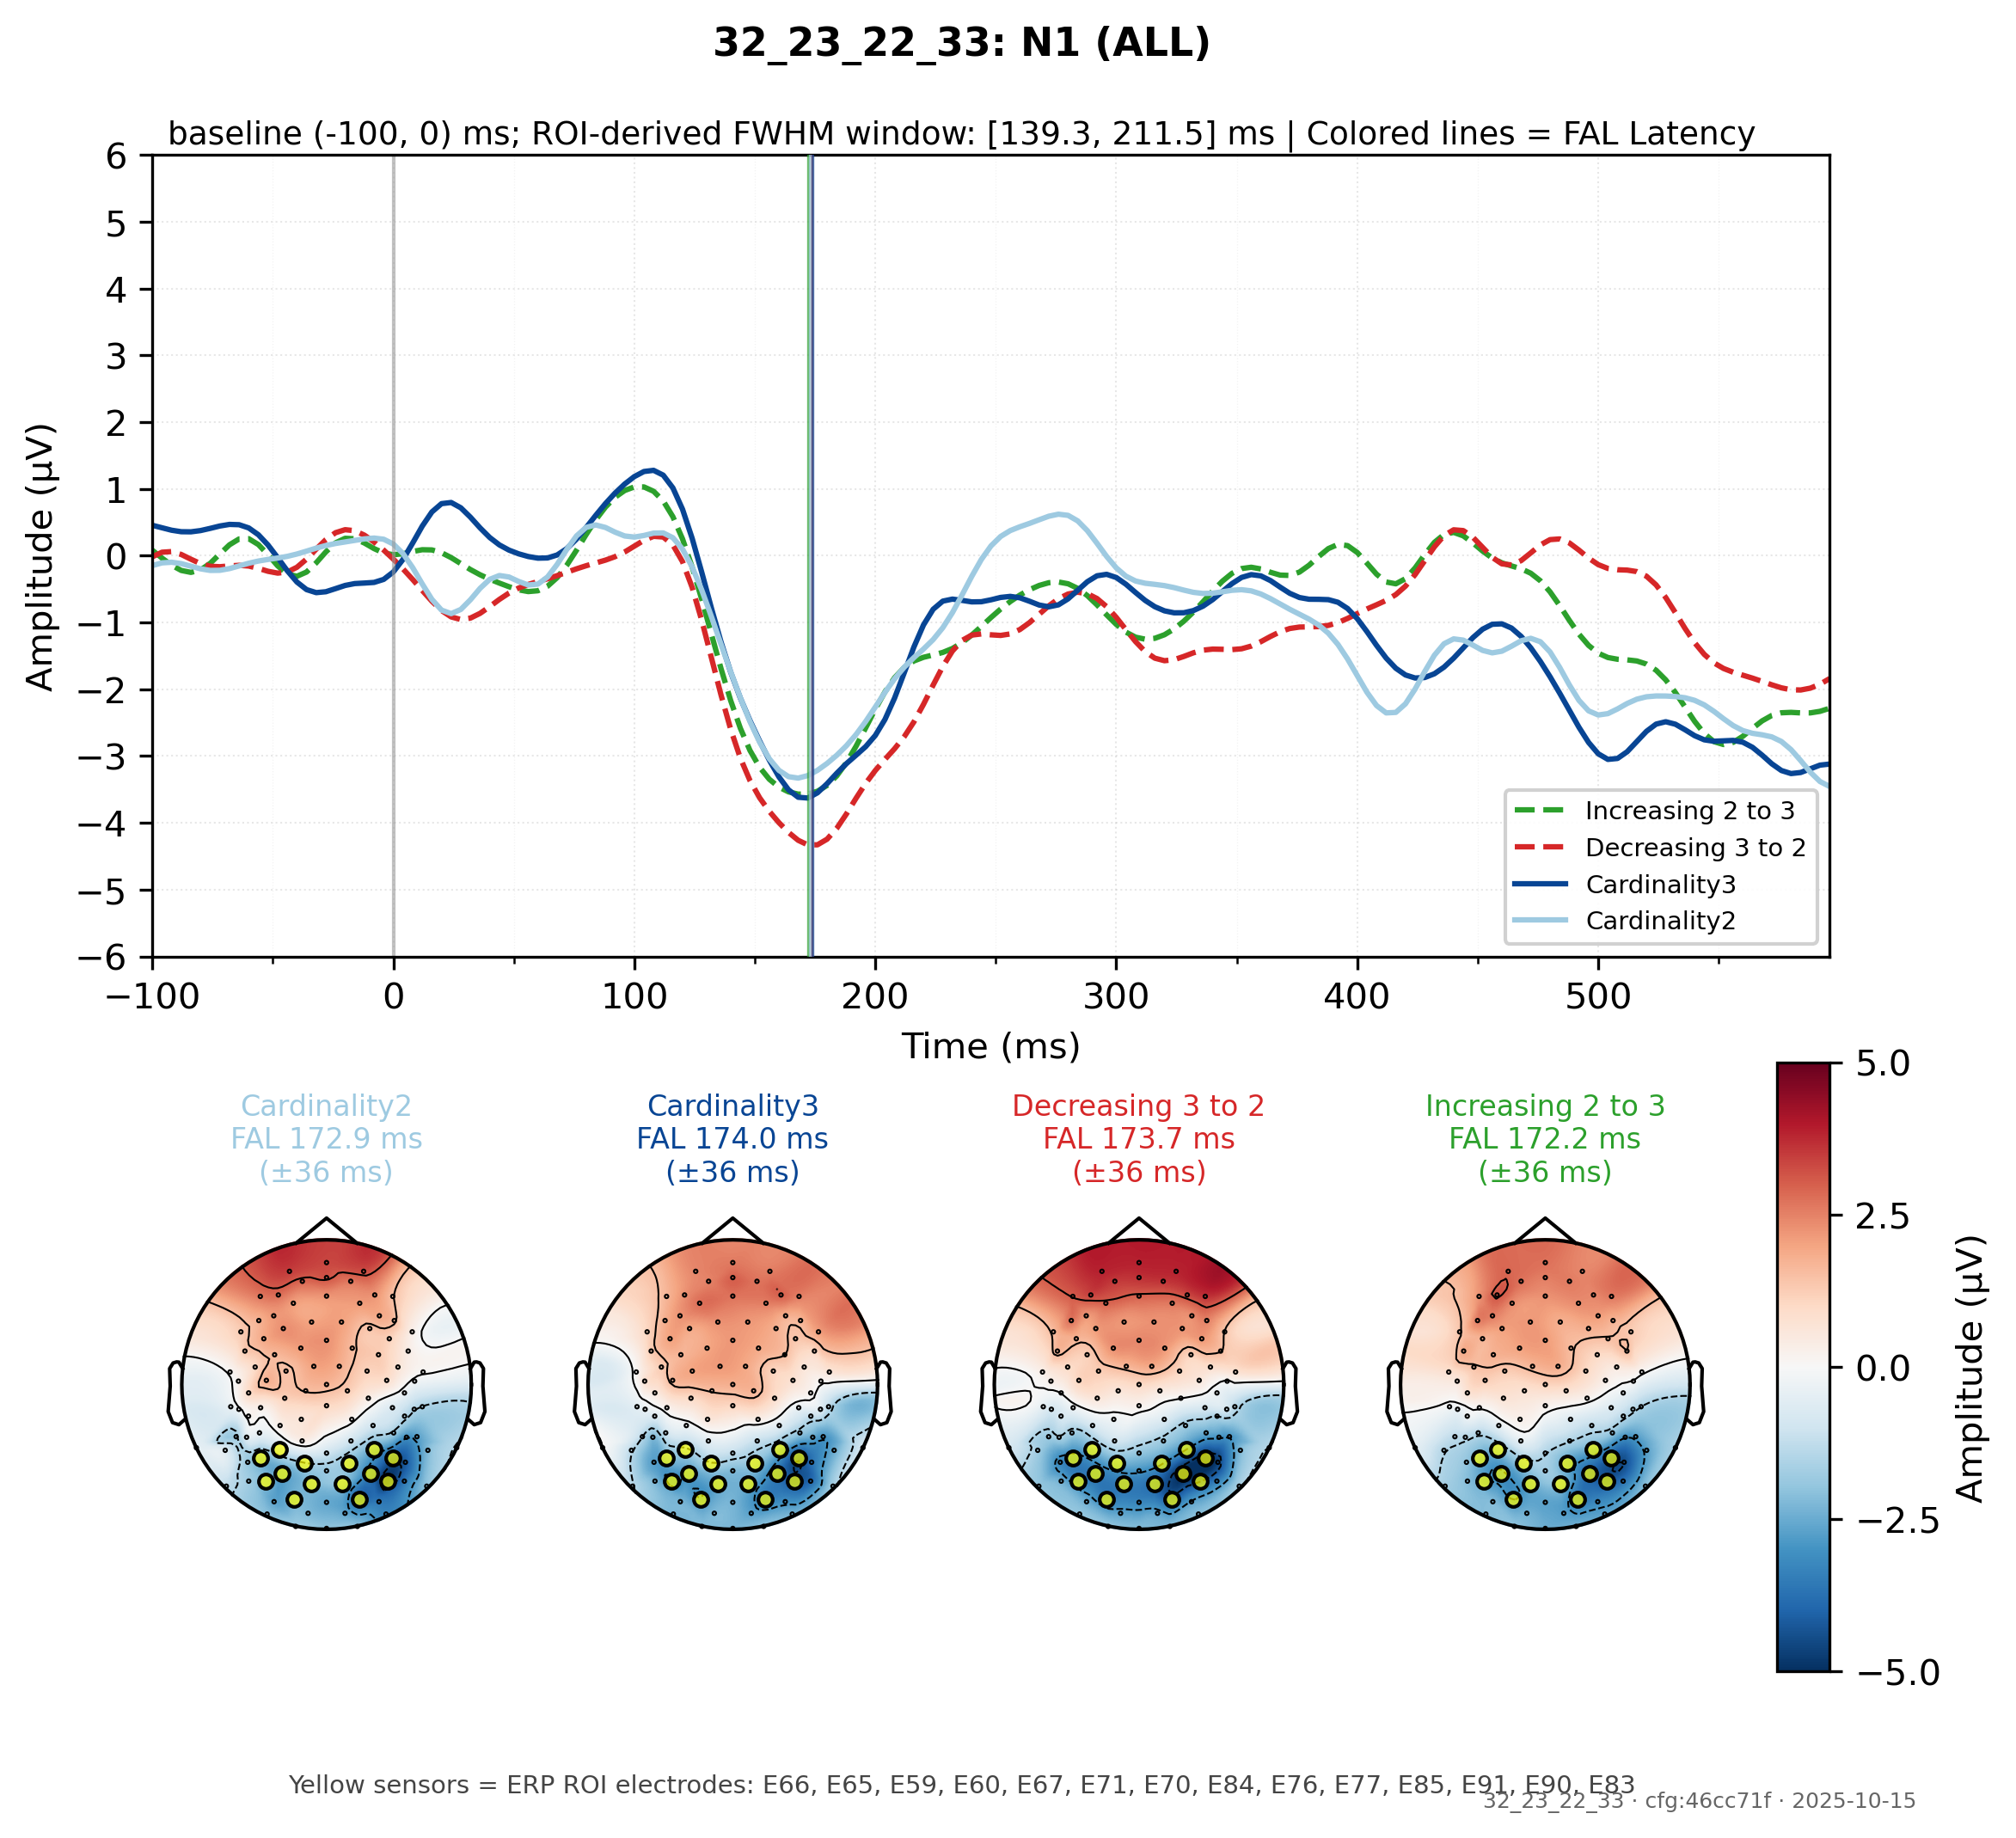 32_23_22_33: N1 (ALL)
baseline (-100, 0) ms; ROI-derived FWHM window: [139.3, 211.5] ms | Colored lines = FAL Latency
Amplitude (µV)
6
5
4
3
2
1
0
−1
−2
−3
−4
−5
−6
Increasing 2 to 3
Decreasing 3 to 2
Cardinality3
Cardinality2
−100 0 100 200 300 400 500
Time (ms)
Cardinality2
FAL 172.9 ms
(±36 ms)
Cardinality3
FAL 174.0 ms
(±36 ms)
Decreasing 3 to 2
FAL 173.7 ms
(±36 ms)
Increasing 2 to 3
FAL 172.2 ms
(±36 ms)
5.0
2.5
0.0
−2.5
−5.0
Amplitude (µV)
Yellow sensors = ERP ROI electrodes: E66, E65, E59, E60, E67, E71, E70, E84, E76, E77, E85, E91, E90, E83
32_23_22_33 · cfg:46cc71f · 2025-10-15